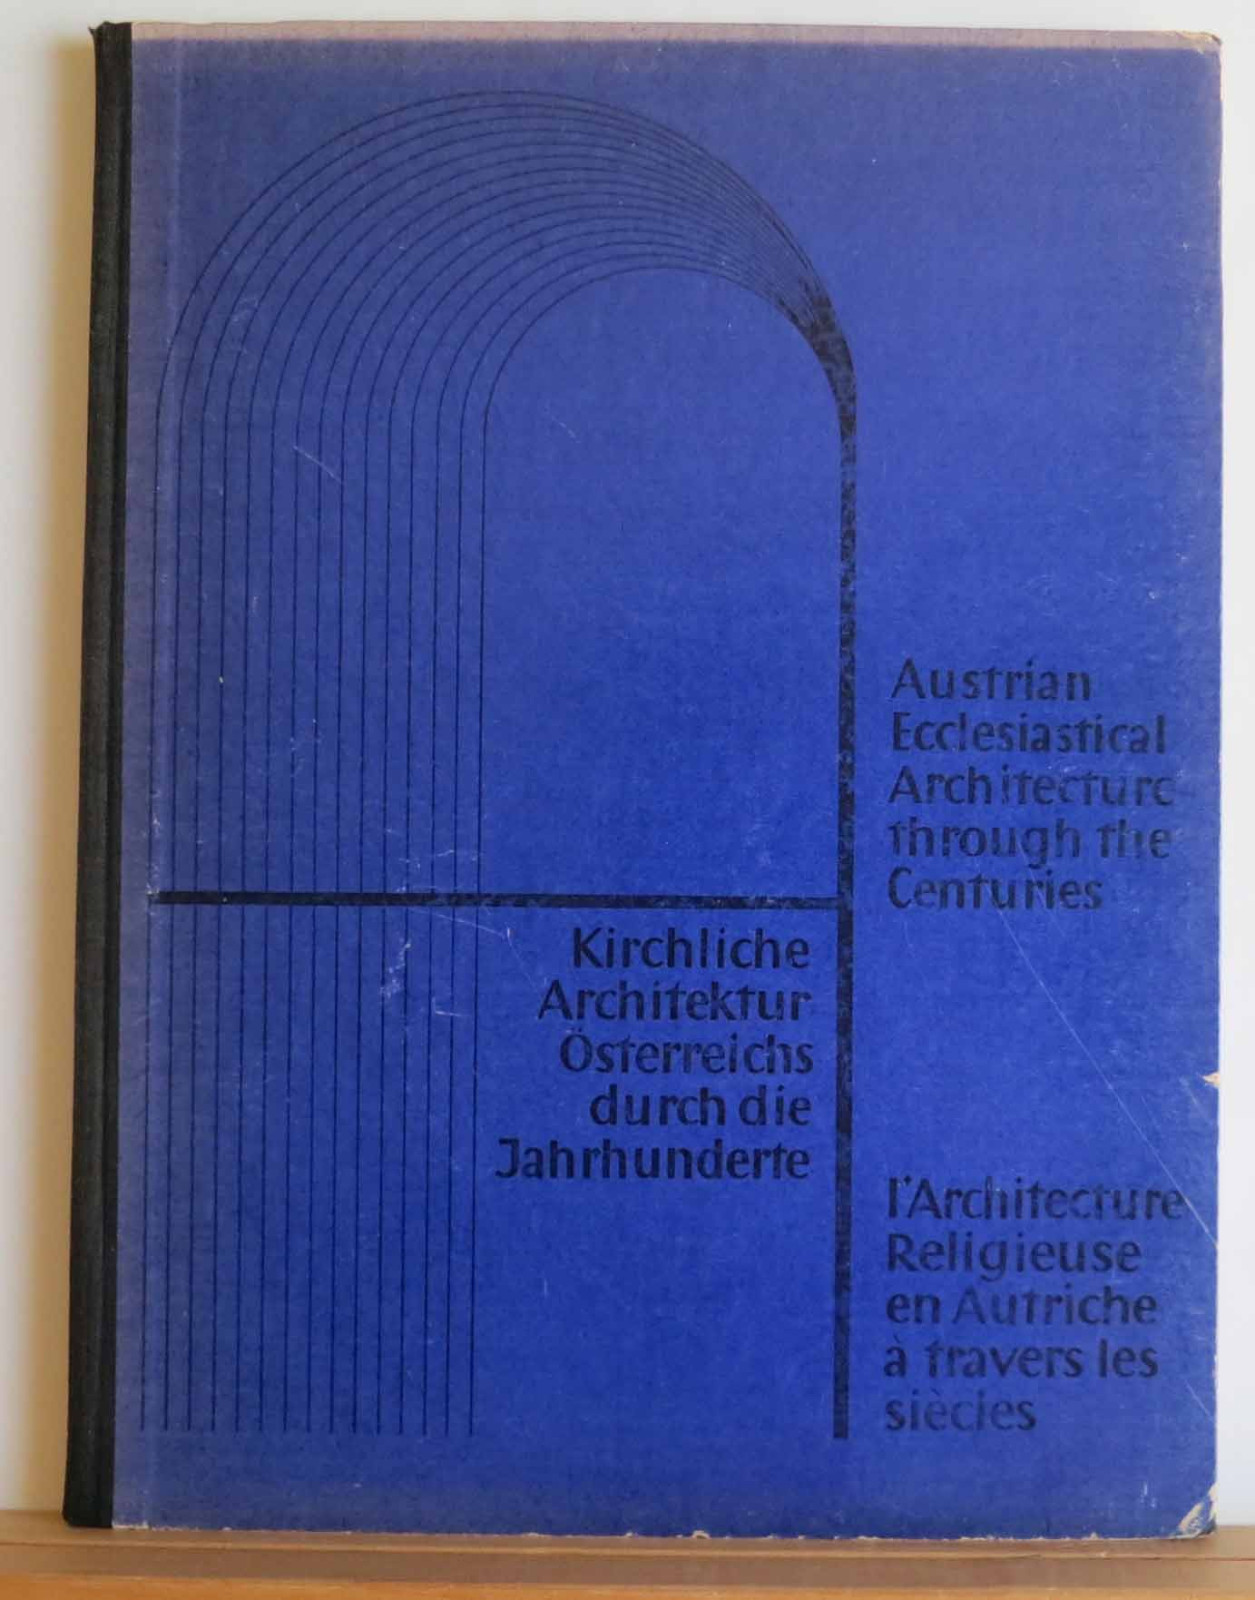 Austrian
Ecclesiastical
Architecture
through the
Centuries
Kirchliche
Architektur
Österreichs
durch die
Jahrhunderte
l'Architecture
Religieuse
en Autriche
à travers les
siècles